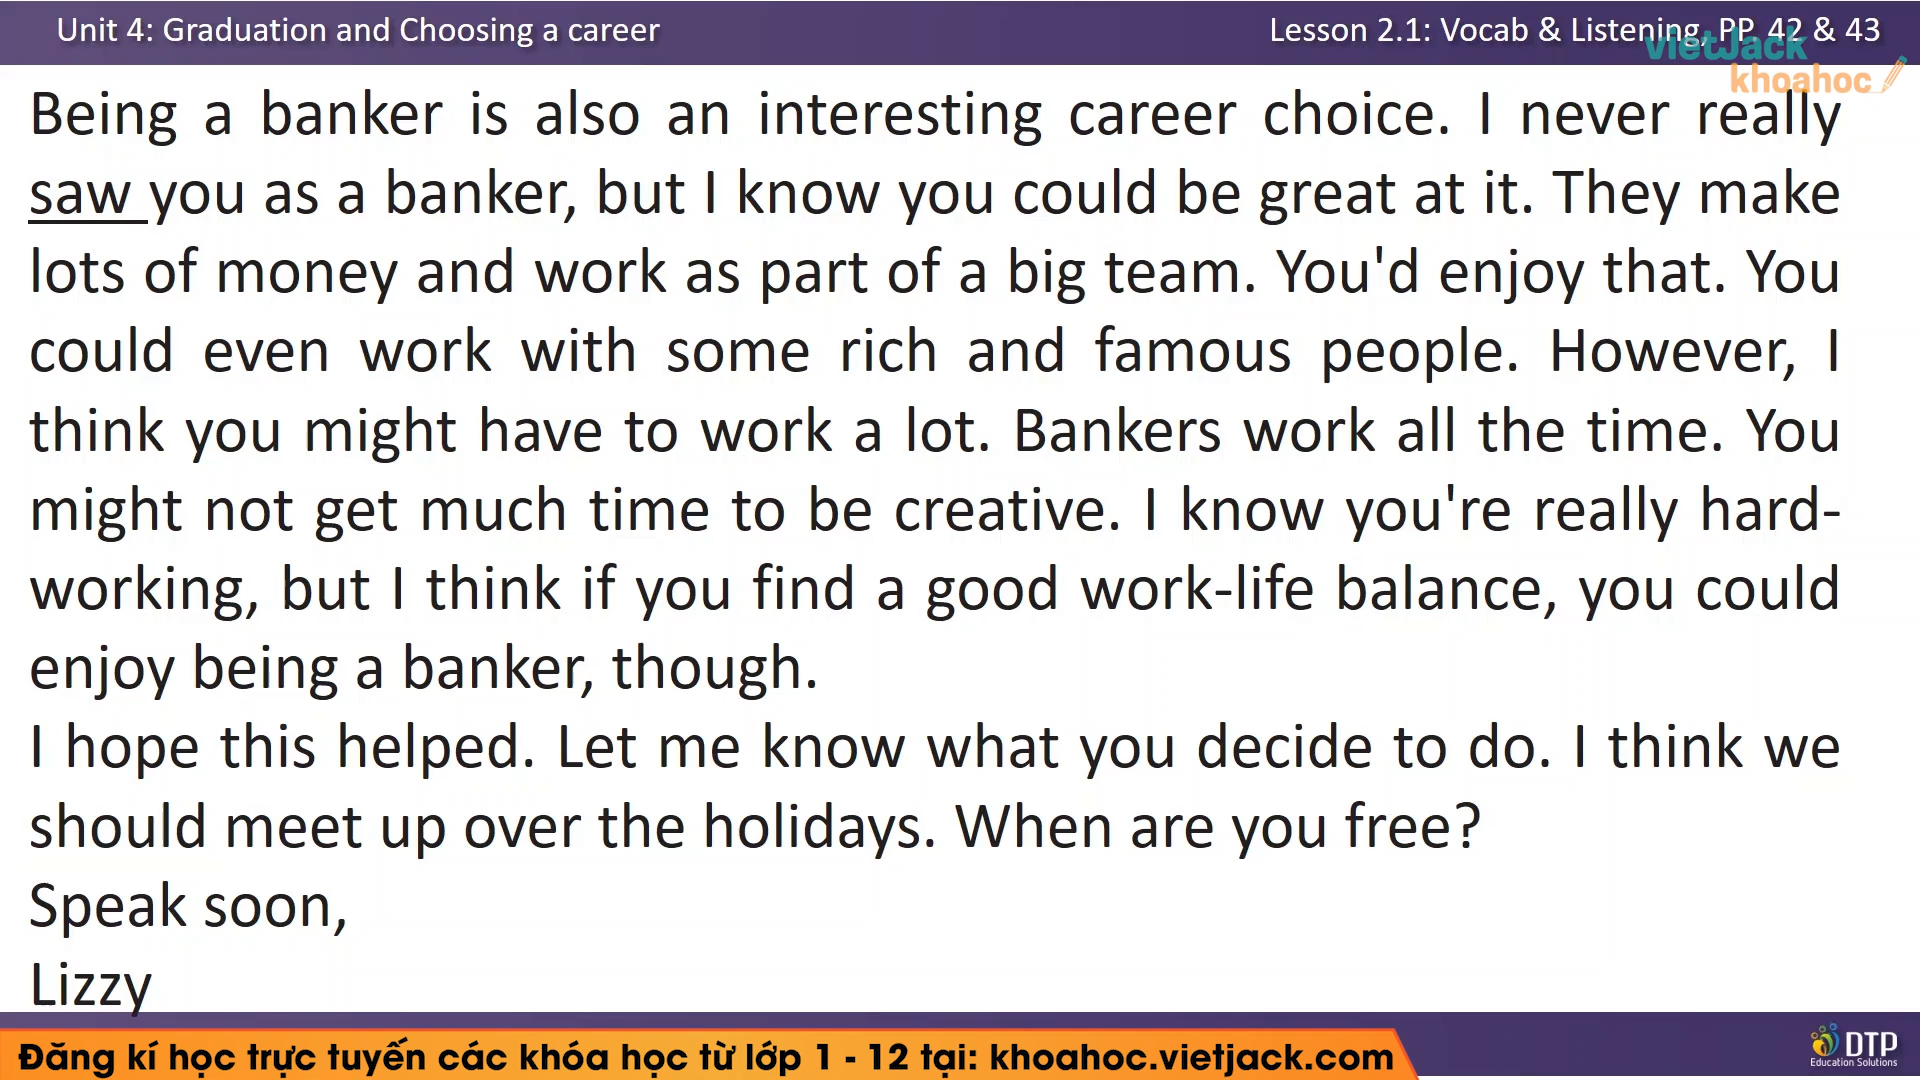 Unit 4: Graduation and Choosing a career
Lesson 2.1: Vocab & Listening, PP. 42 & 43
vietJack
khoahoc
Being a banker is also an interesting career choice. I never really
saw you as a banker, but I know you could be great at it. They make
lots of money and work as part of a big team. You'd enjoy that. You
could even work with some rich and famous people. However, I
think you might have to work a lot. Bankers work all the time. You
might not get much time to be creative. I know you're really hard-
working, but I think if you find a good work-life balance, you could
enjoy being a banker, though.
I hope this helped. Let me know what you decide to do. I think we
should meet up over the holidays. When are you free?
Speak soon,
Lizzy
Đăng kí học trực tuyến các khóa học từ lớp 1 - 12 tại: khoahoc.vietjack.com
DTP
Education Solutions